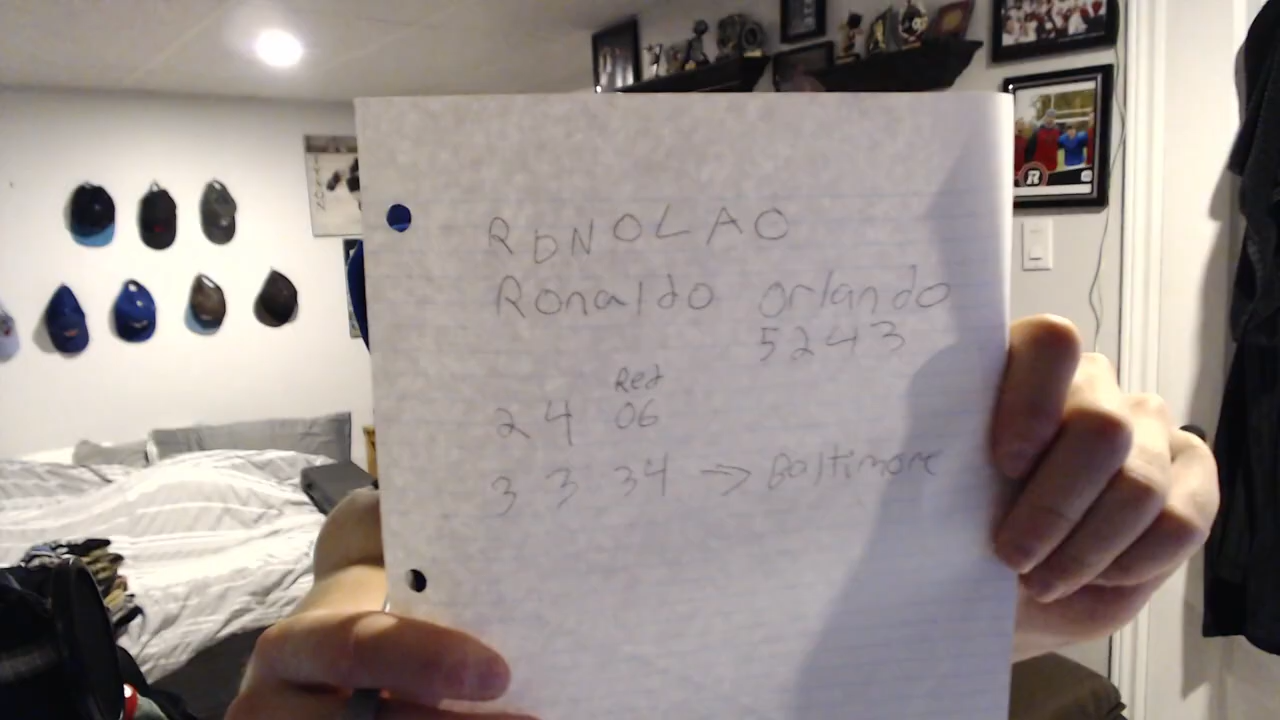 RDNOLAO
Ronaldo orlando
5243
Red
24 06
3 3 34 → Baltimore
R